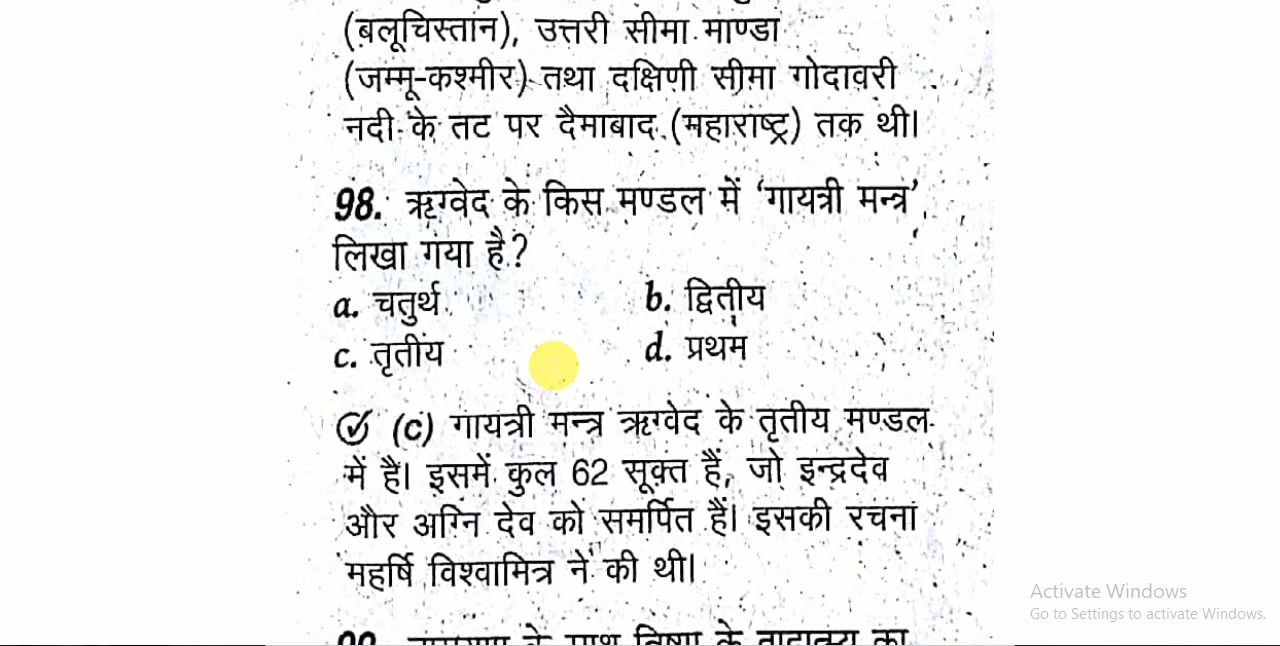 (बलूचिस्तान), उत्तरी सीमा माण्डा
(जम्मू-कश्मीर) तथा दक्षिणी सीमा गोदावरी
नदी के तट पर दैमाबाद (महाराष्ट्र) तक थी।
98. ऋग्वेद के किस मण्डल में ‘गायत्री मन्त्र’
लिखा गया है?
a. चतुर्थ
b. द्वितीय
c. तृतीय
d. प्रथम
(c) गायत्री मन्त्र ऋग्वेद के तृतीय मण्डल
में है। इसमें कुल 62 सूक्त हैं, जो इन्द्रदेव
और अग्नि देव को समर्पित हैं। इसकी रचना
महर्षि विश्वामित्र ने की थी।
Activate Windows
Go to Settings to activate Windows.